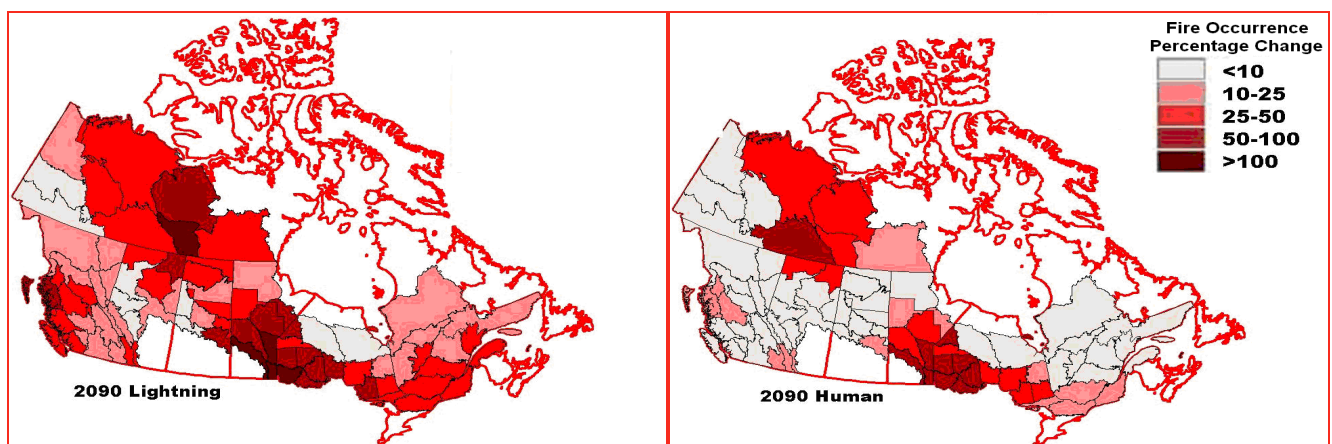 2090 Lightning
2090 Human
Fire Occurrence
Percentage Change
<10
10-25
25-50
50-100
>100